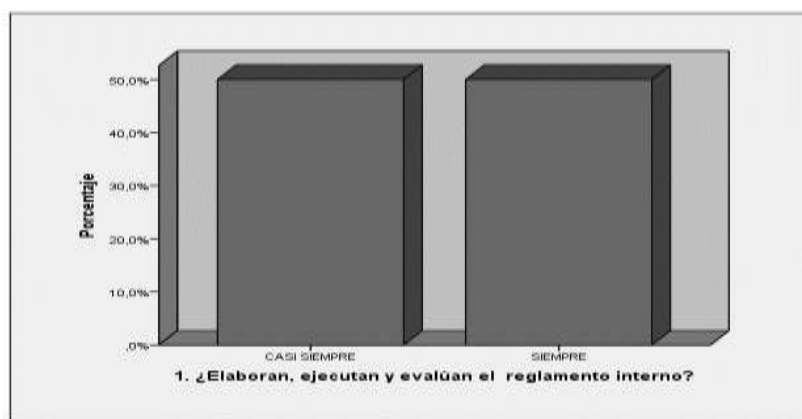 Porcentaje
50,0%
40,0%
30,0%
20,0%
10,0%
,0%
CASI SIEMPRE
SIEMPRE
1. ¿Elaboran, ejecutan y evalúan el reglamento interno?